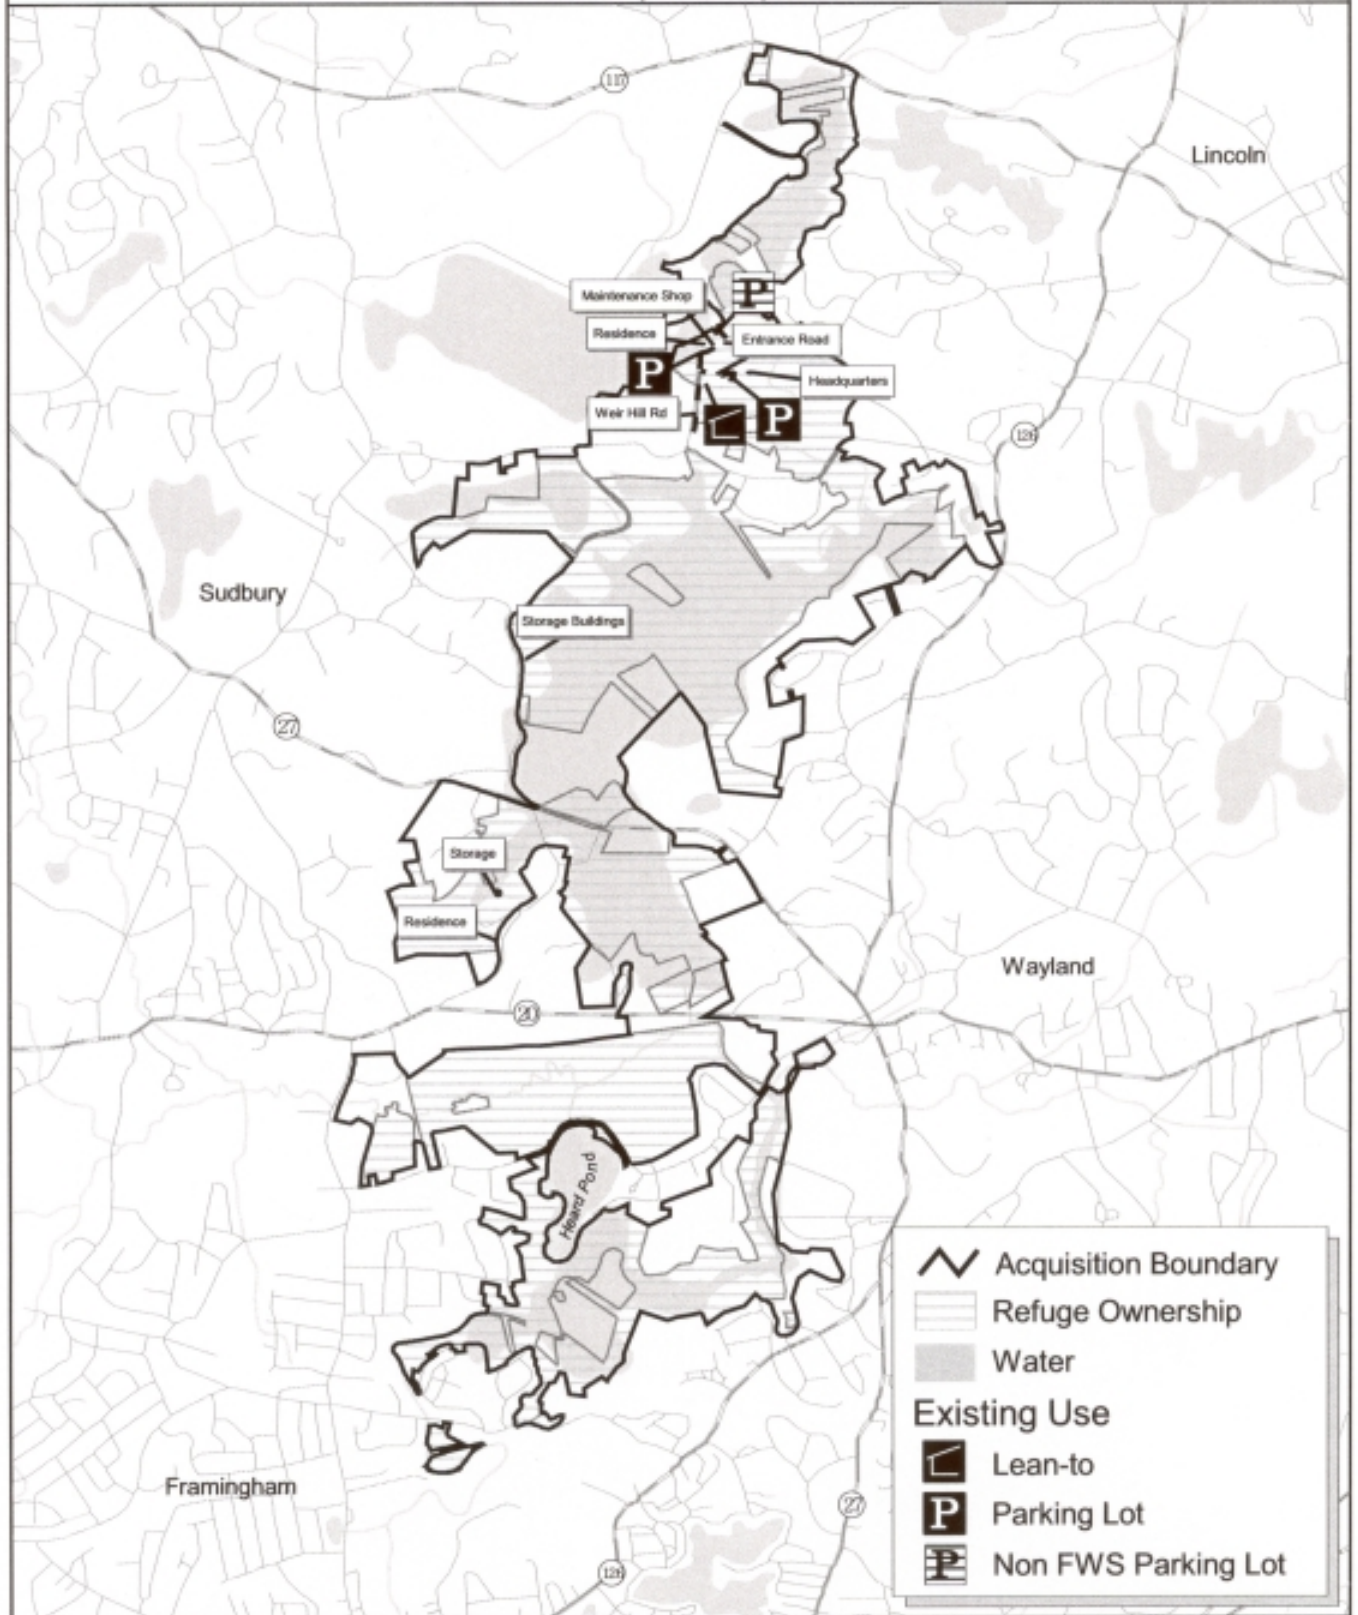 117
Lincoln
Maintenance Shop
P
Residence
Entrance Road
P
Headquarters
Weir Hill Rd
P
126
Sudbury
Storage Buildings
27
Storage
Residence
Wayland
20
Heard Pond
Framingham
27
126
Acquisition Boundary
Refuge Ownership
Water
Existing Use
Lean-to
P Parking Lot
P Non FWS Parking Lot